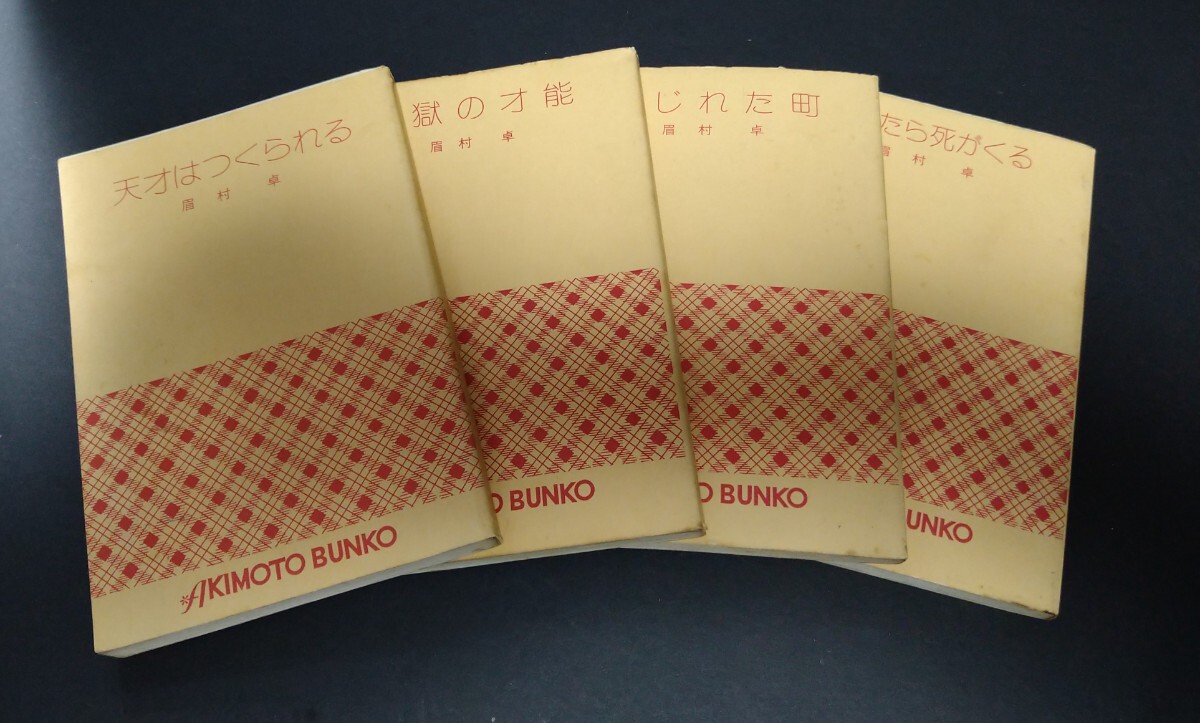 天才はつくられる
眉村 卓
AKIMOTO BUNKO
獄の才能
眉村 卓
O BUNKO
じれた町
眉村 卓
TO BUNKO
たら死がくる
眉村 卓
BUNKO